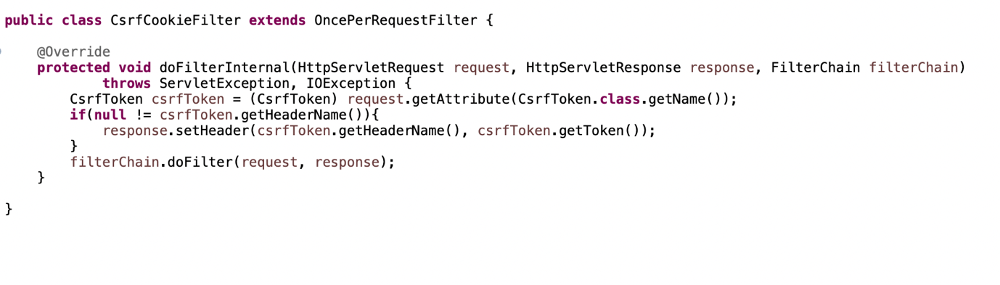 public class CsrfCookieFilter extends OncePerRequestFilter {
@Override
protected void doFilterInternal(HttpServletRequest request, HttpServletResponse response, FilterChain filterChain)
throws ServletException, IOException {
CsrfToken csrfToken = (CsrfToken) request.getAttribute(CsrfToken.class.getName());
if(null != csrfToken.getHeaderName()){
response.setHeader(csrfToken.getHeaderName(), csrfToken.getToken());
}
filterChain.doFilter(request, response);
}
}